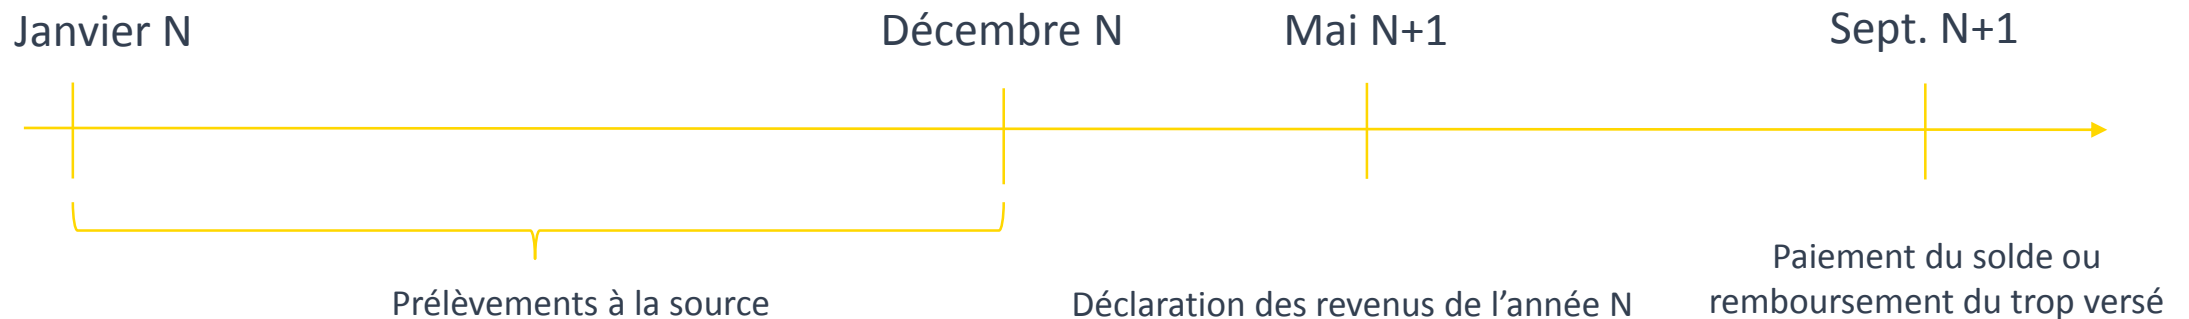 Janvier N
Décembre N
Mai N+1
Sept. N+1
Prélèvements à la source
Déclaration des revenus de l’année N
Paiement du solde ou
remboursement du trop versé